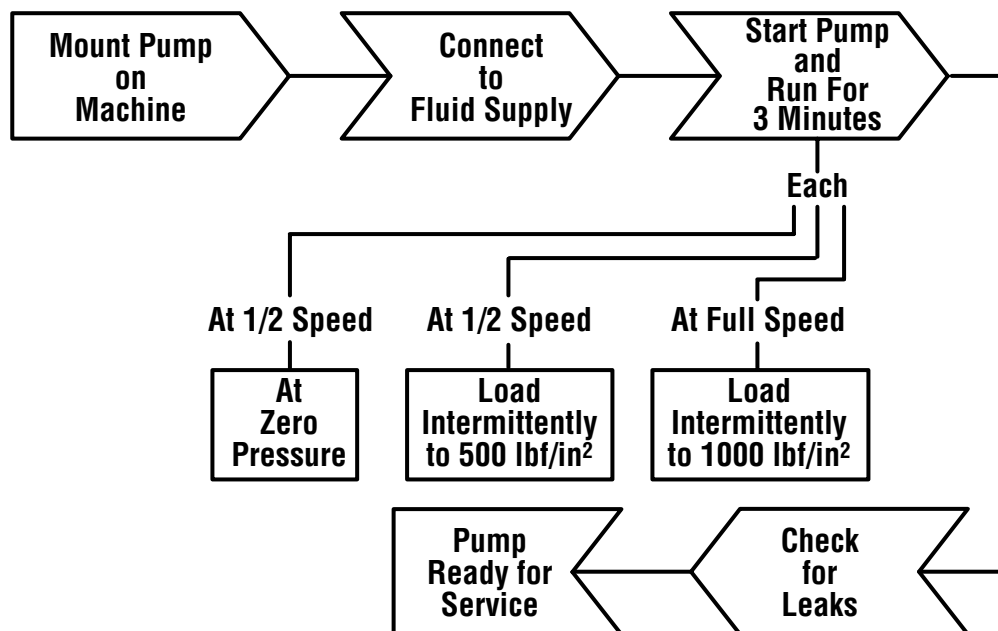 Mount Pump
on
Machine
Connect
to
Fluid Supply
Start Pump
and
Run For
3 Minutes
Each
At 1/2 Speed
At 1/2 Speed
At Full Speed
At
Zero
Pressure
Load
Intermittently
to 500 lbf/in²
Load
Intermittently
to 1000 lbf/in²
Check
for
Leaks
Pump
Ready for
Service